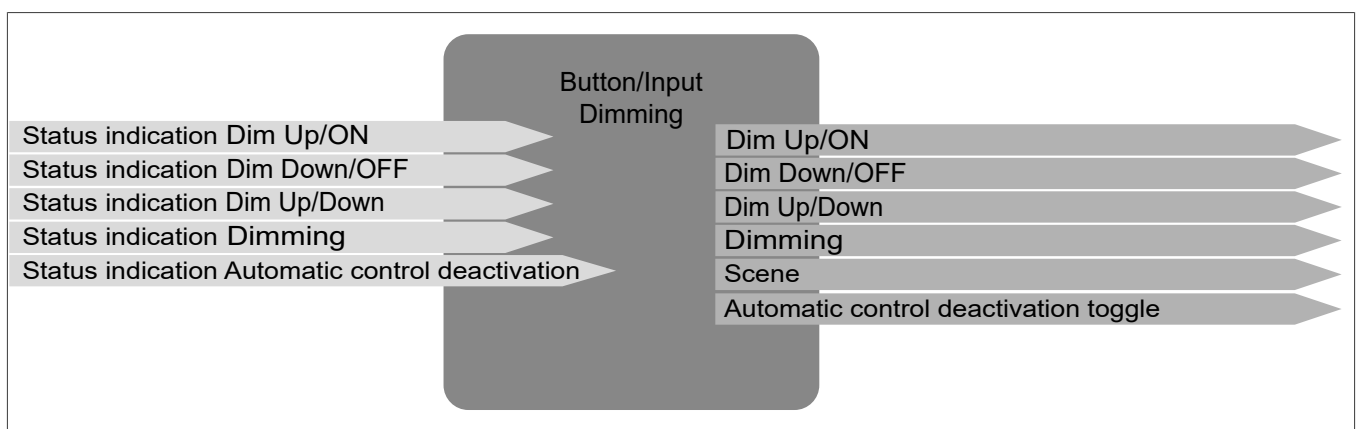 Button/Input
Dimming
Status indication Dim Up/ON
Status indication Dim Down/OFF
Status indication Dim Up/Down
Status indication Dimming
Status indication Automatic control deactivation
Dim Up/ON
Dim Down/OFF
Dim Up/Down
Dimming
Scene
Automatic control deactivation toggle